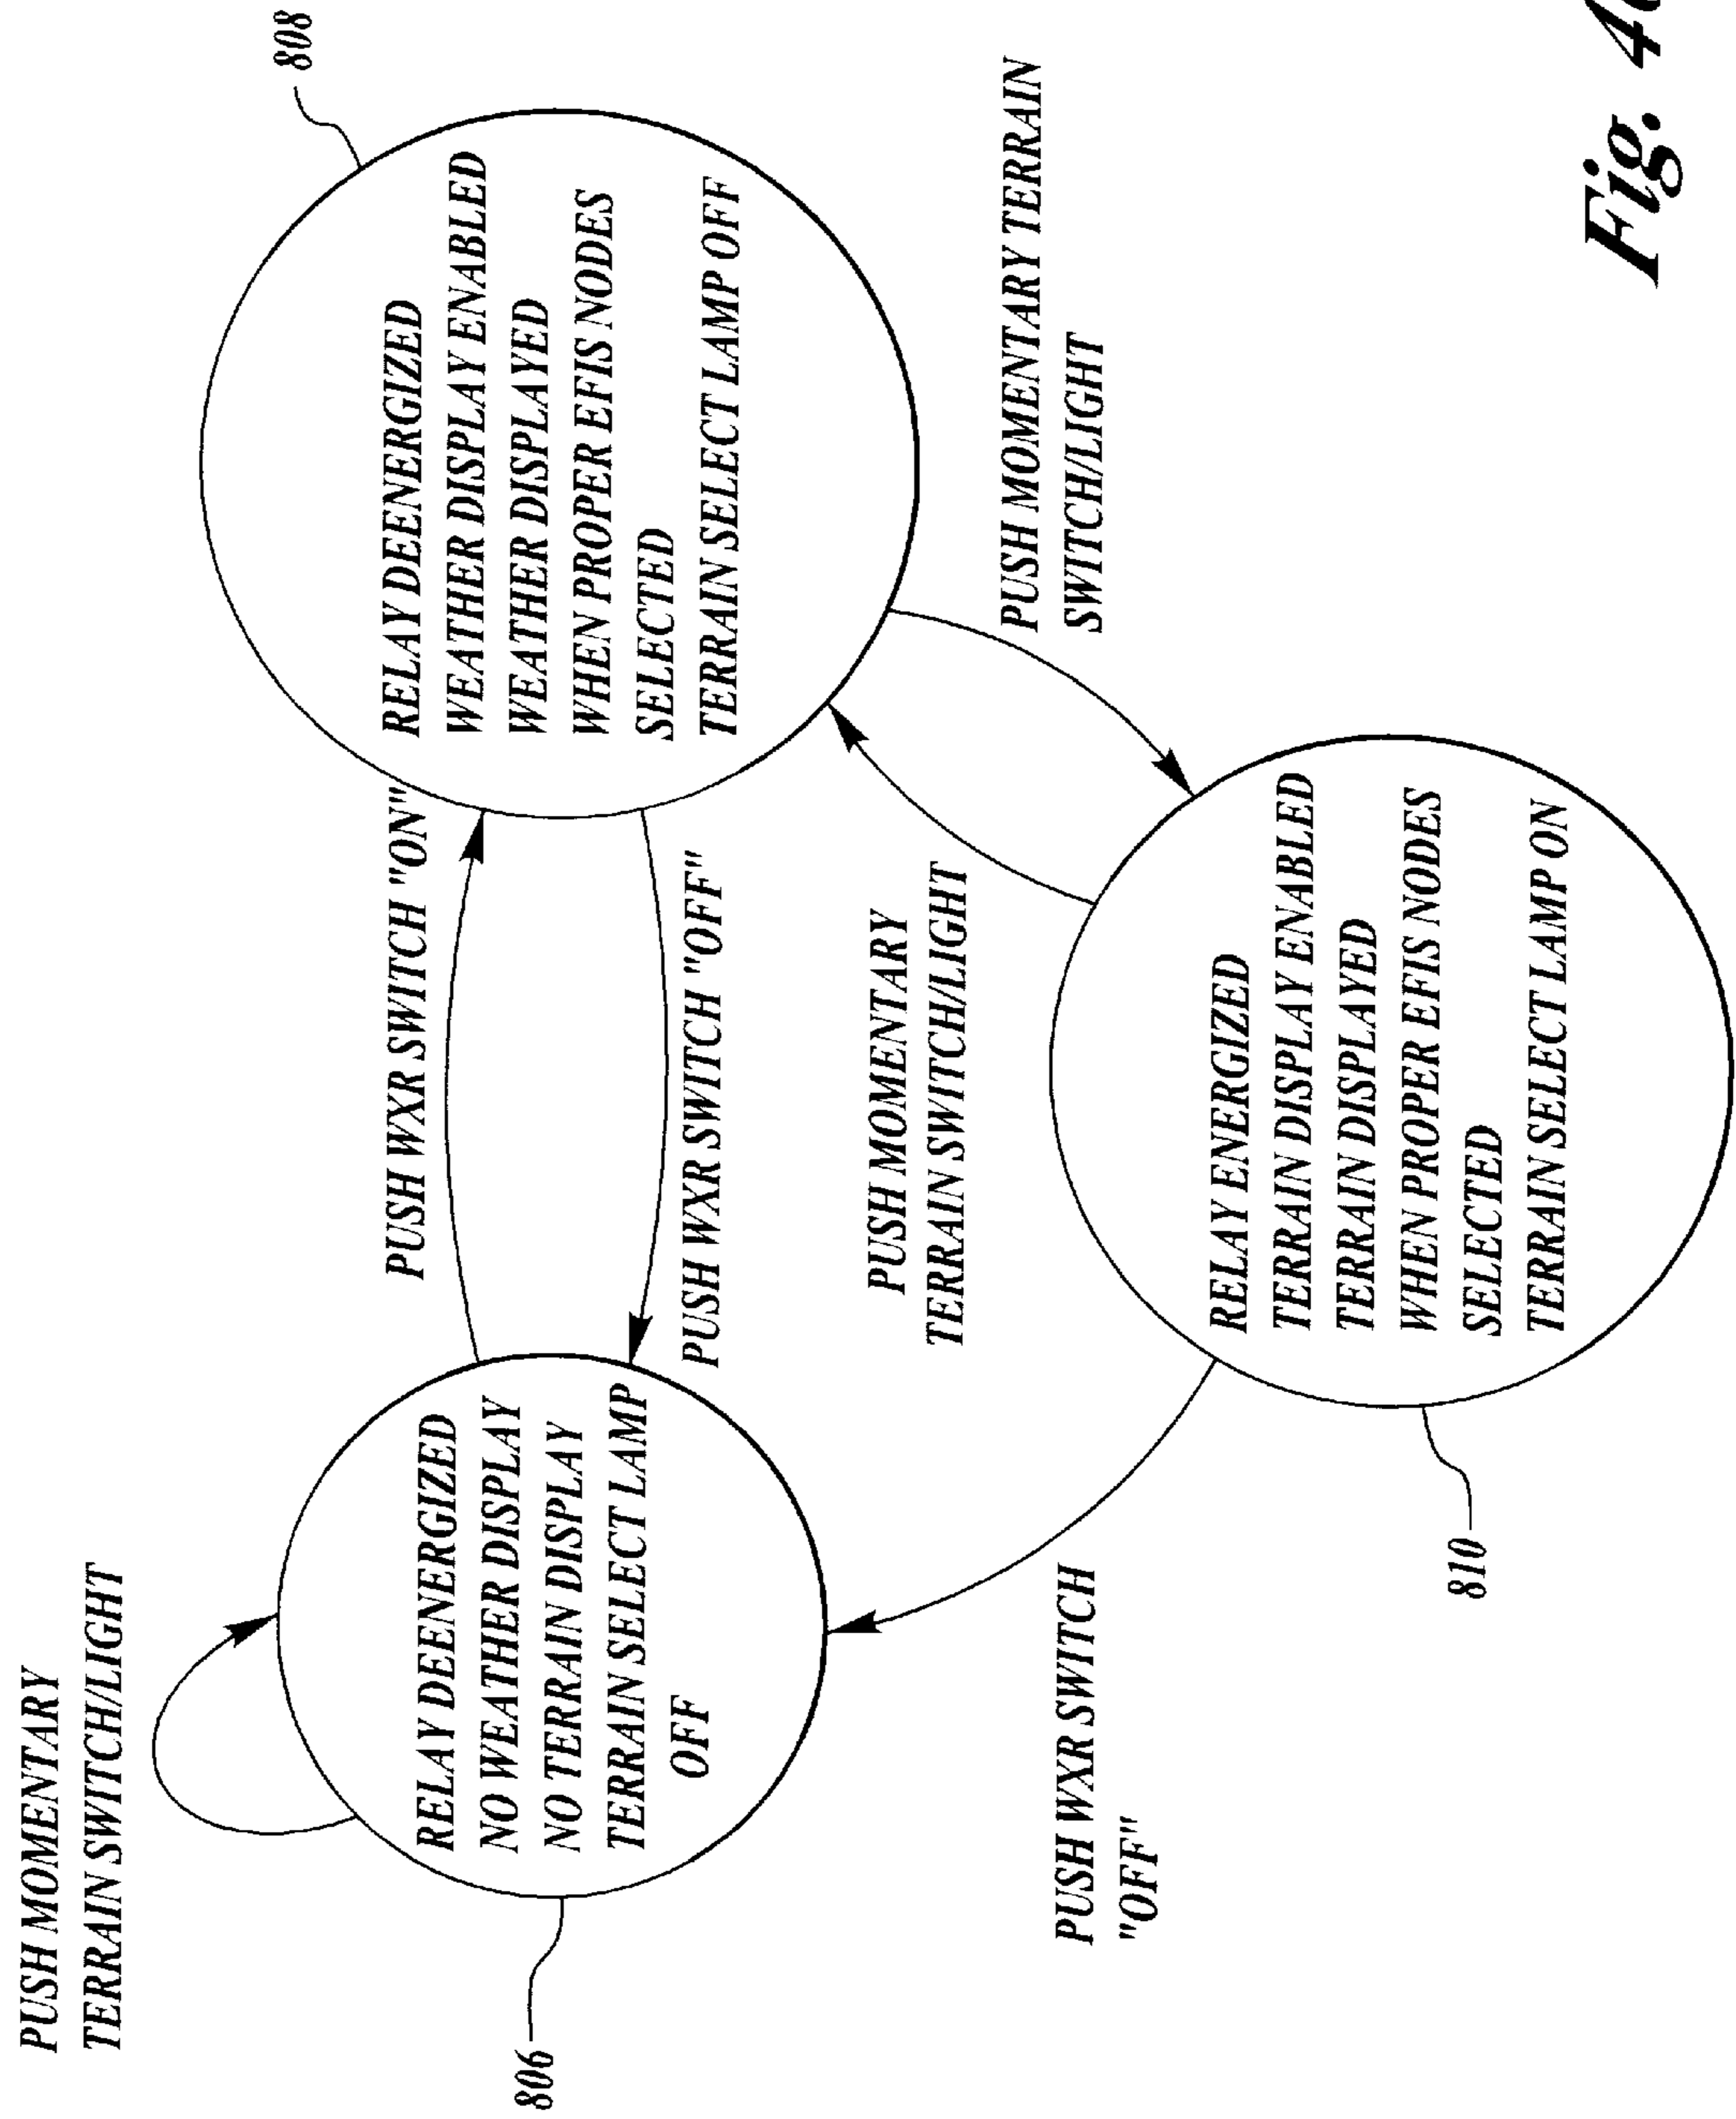 PUSH MOMENTARY
TERRAIN SWITCH/LIGHT
806
RELAY DEENERGIZED
NO WEATHER DISPLAY
NO TERRAIN DISPLAY
TERRAIN SELECT LAMP
OFF
PUSH WXR SWITCH "ON"
PUSH WXR SWITCH "OFF"
808
RELAY DEENERGIZED
WEATHER DISPLAY ENABLED
WEATHER DISPLAYED
WHEN PROPER EFIS NODES
SELECTED
TERRAIN SELECT LAMP OFF
PUSH MOMENTARY
TERRAIN SWITCH/LIGHT
PUSH MOMENTARY TERRAIN
SWITCH/LIGHT
PUSH WXR SWITCH
"OFF"
RELAY ENERGIZED
TERRAIN DISPLAY ENABLED
TERRAIN DISPLAYED
WHEN PROPER EFIS NODES
SELECTED
TERRAIN SELECT LAMP ON
810
Fig.